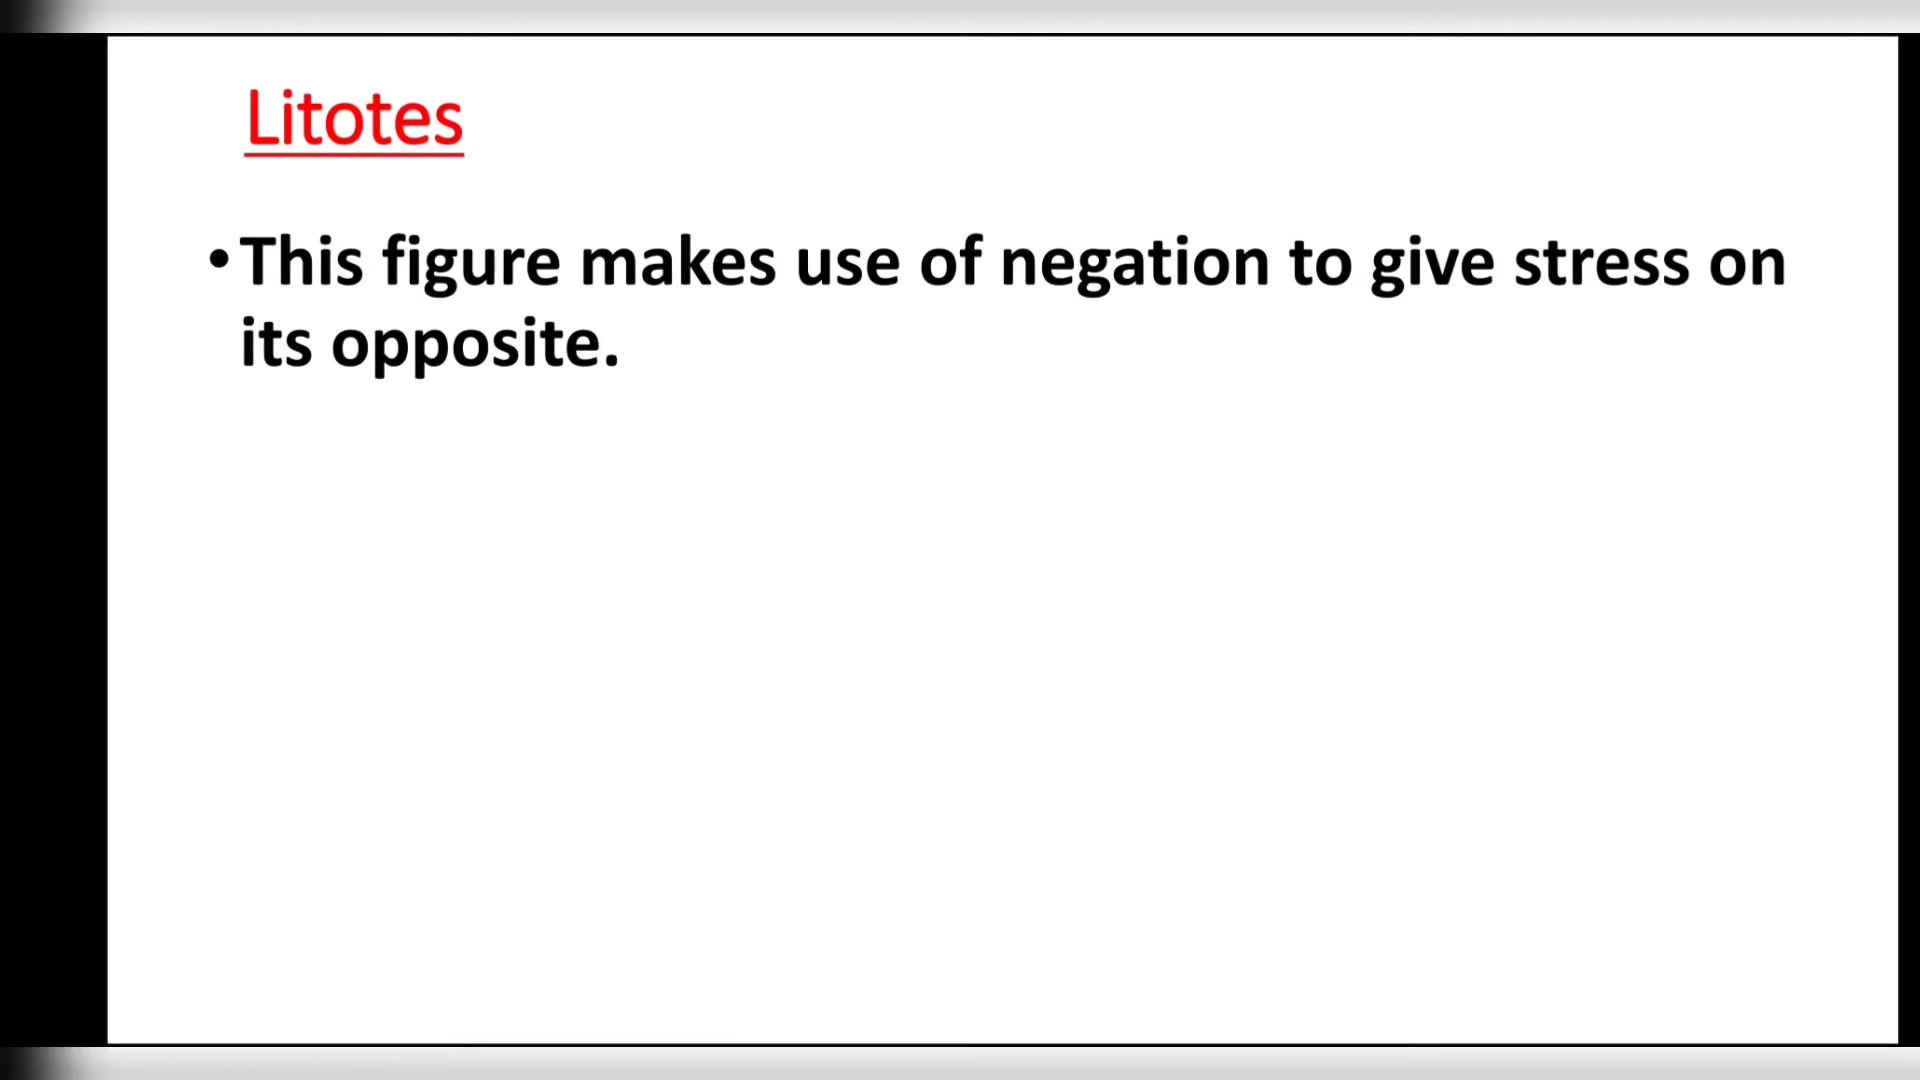 Litotes
•This figure makes use of negation to give stress on
its opposite.